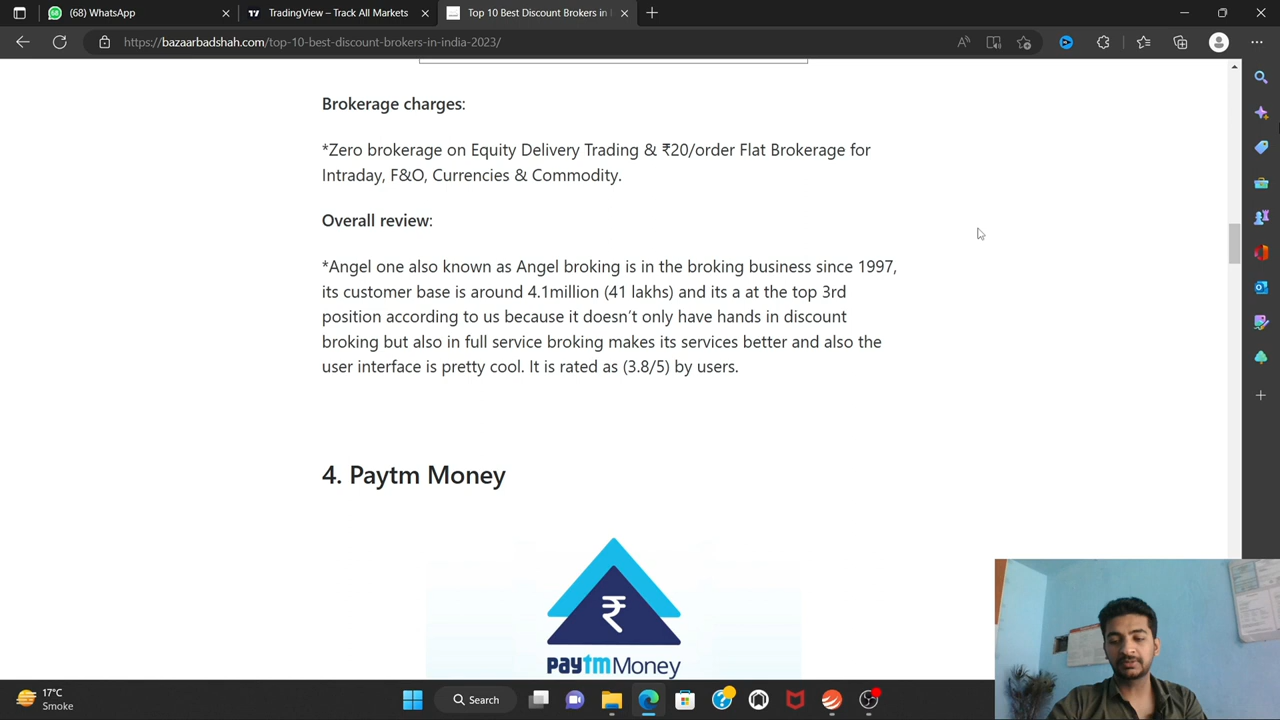 (68) WhatsApp
TradingView – Track All Markets
Top 10 Best Discount Brokers in
https://bazaarbadshah.com/top-10-best-discount-brokers-in-india-2023/
Brokerage charges:
*Zero brokerage on Equity Delivery Trading & ₹20/order Flat Brokerage for
Intraday, F&O, Currencies & Commodity.
Overall review:
*Angel one also known as Angel broking is in the broking business since 1997,
its customer base is around 4.1million (41 lakhs) and its a at the top 3rd
position according to us because it doesn't only have hands in discount
broking but also in full service broking makes its services better and also the
user interface is pretty cool. It is rated as (3.8/5) by users.
4. Paytm Money
paytm Money
17°C
Smoke
Search